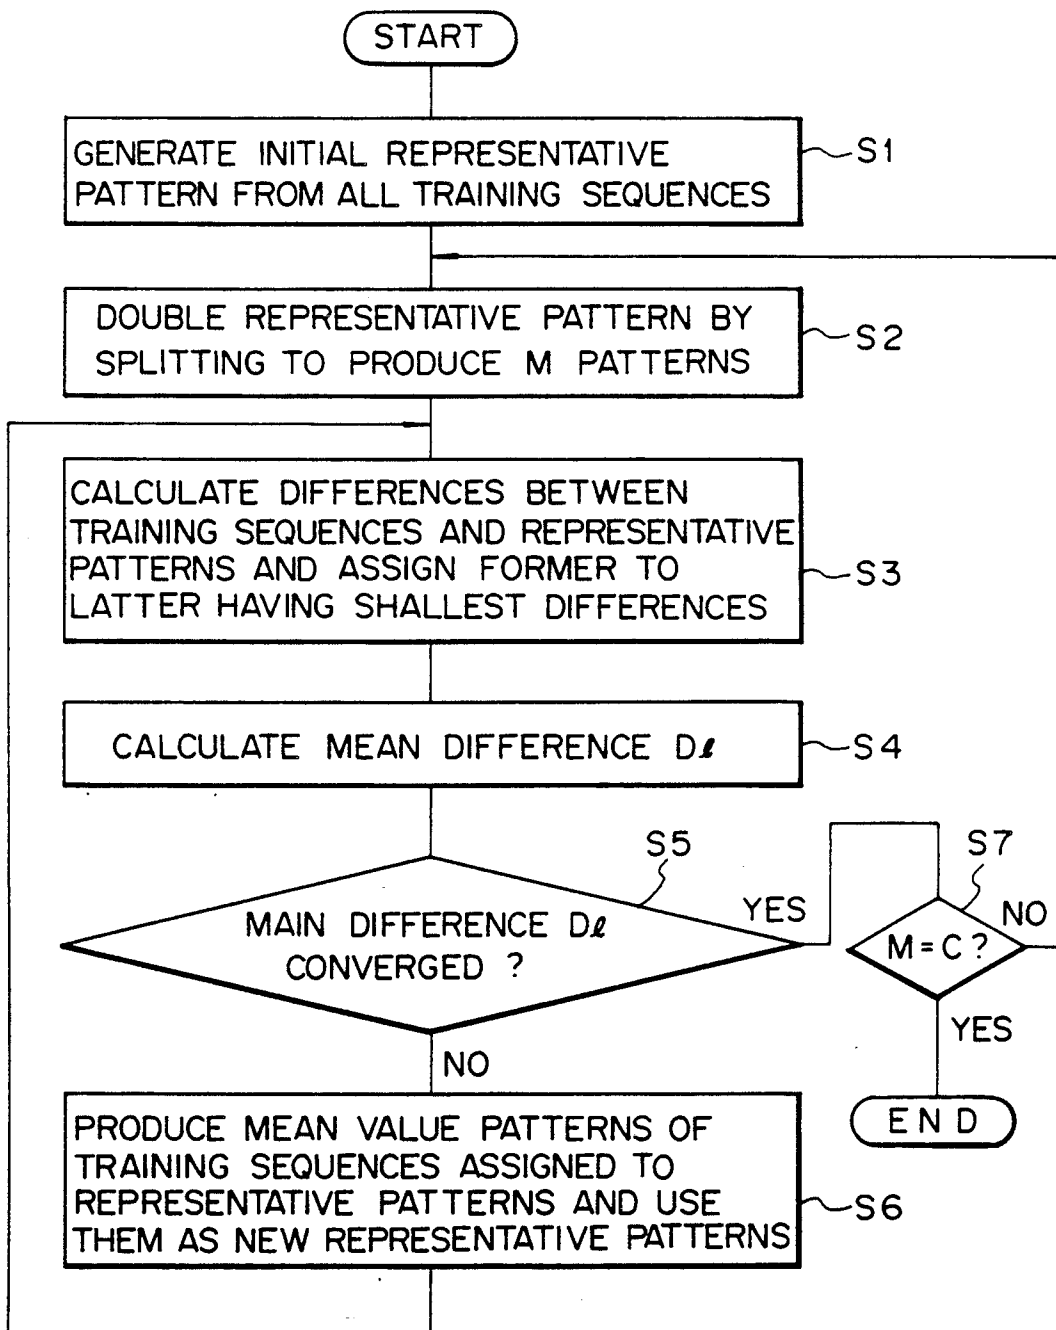 START
GENERATE INITIAL REPRESENTATIVE
PATTERN FROM ALL TRAINING SEQUENCES
S1
DOUBLE REPRESENTATIVE PATTERN BY
SPLITTING TO PRODUCE M PATTERNS
S2
CALCULATE DIFFERENCES BETWEEN
TRAINING SEQUENCES AND REPRESENTATIVE
PATTERNS AND ASSIGN FORMER TO
LATTER HAVING SHALLEST DIFFERENCES
S3
CALCULATE MEAN DIFFERENCE Dℓ
S4
S5
MAIN DIFFERENCE Dℓ
CONVERGED ?
YES
S7
M=C?
NO
YES
END
NO
PRODUCE MEAN VALUE PATTERNS OF
TRAINING SEQUENCES ASSIGNED TO
REPRESENTATIVE PATTERNS AND USE
THEM AS NEW REPRESENTATIVE PATTERNS
S6